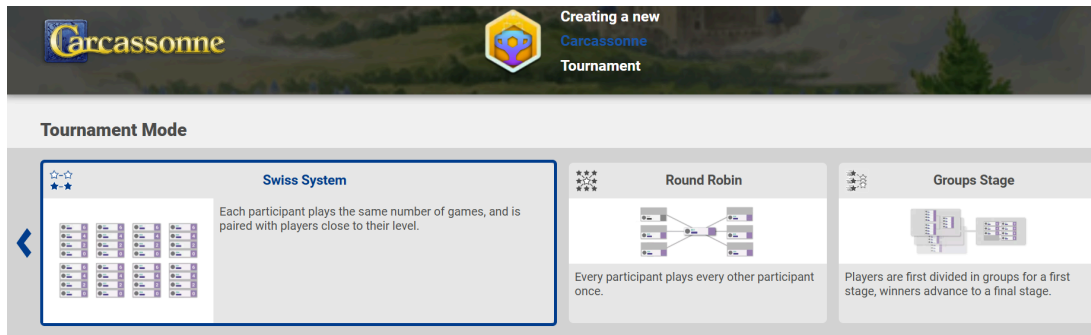 Carcassonne
Creating a new
Carcassonne
Tournament
Tournament Mode
Swiss System
Each participant plays the same number of games, and is
paired with players close to their level.
Round Robin
Every participant plays every other participant
once.
Groups Stage
Players are first divided in groups for a first
stage, winners advance to a final stage.